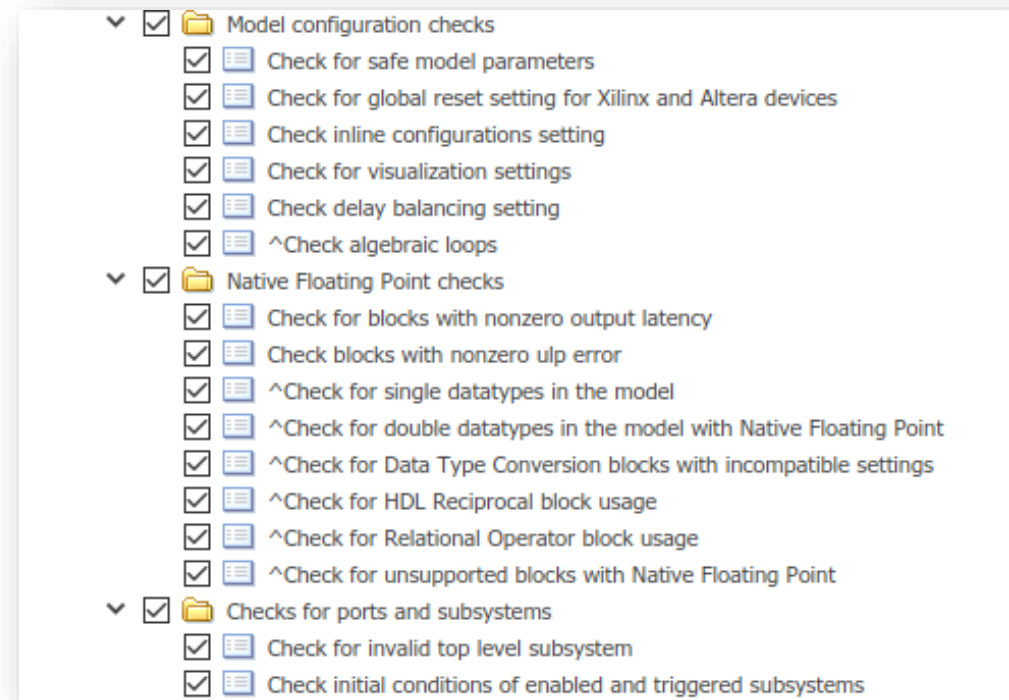 Model configuration checks
Check for safe model parameters
Check for global reset setting for Xilinx and Altera devices
Check inline configurations setting
Check for visualization settings
Check delay balancing setting
^Check algebraic loops
Native Floating Point checks
Check for blocks with nonzero output latency
Check blocks with nonzero ulp error
^Check for single datatypes in the model
^Check for double datatypes in the model with Native Floating Point
^Check for Data Type Conversion blocks with incompatible settings
^Check for HDL Reciprocal block usage
^Check for Relational Operator block usage
^Check for unsupported blocks with Native Floating Point
Checks for ports and subsystems
Check for invalid top level subsystem
Check initial conditions of enabled and triggered subsystems